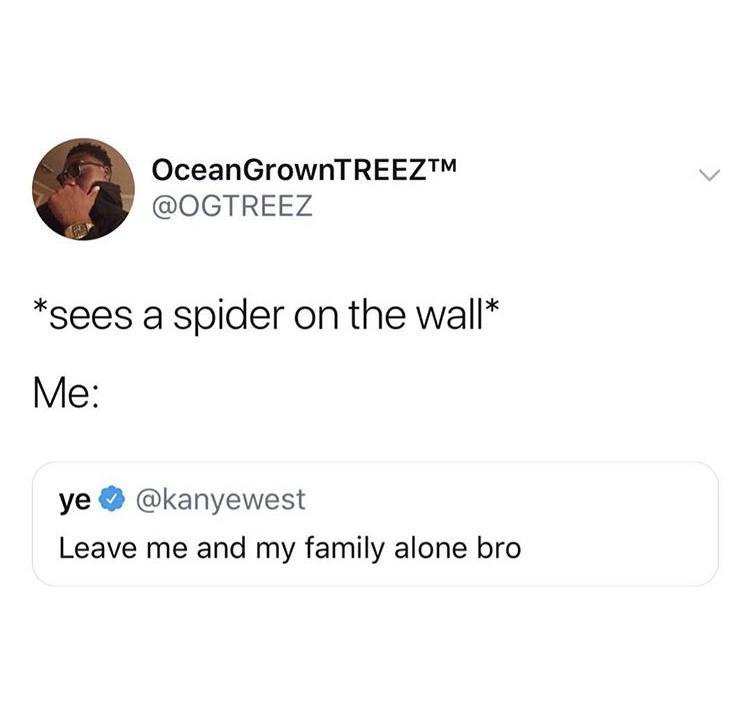 OceanGrownTREEZ™
@OGTREEZ
*sees a spider on the wall*
Me:
ye @kanyewest
Leave me and my family alone bro